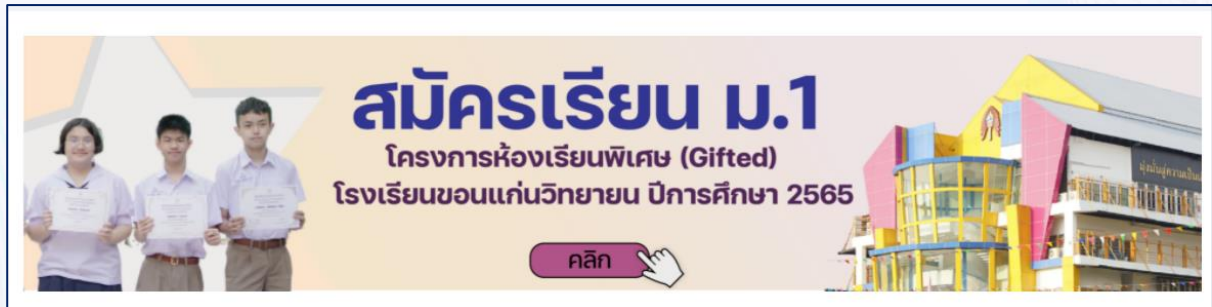 สมัครเรียน ม.1
โครงการห้องเรียนพิเศษ (Gifted)
โรงเรียนขอนแก่นวิทยายน ปีการศึกษา 2565
คลิก